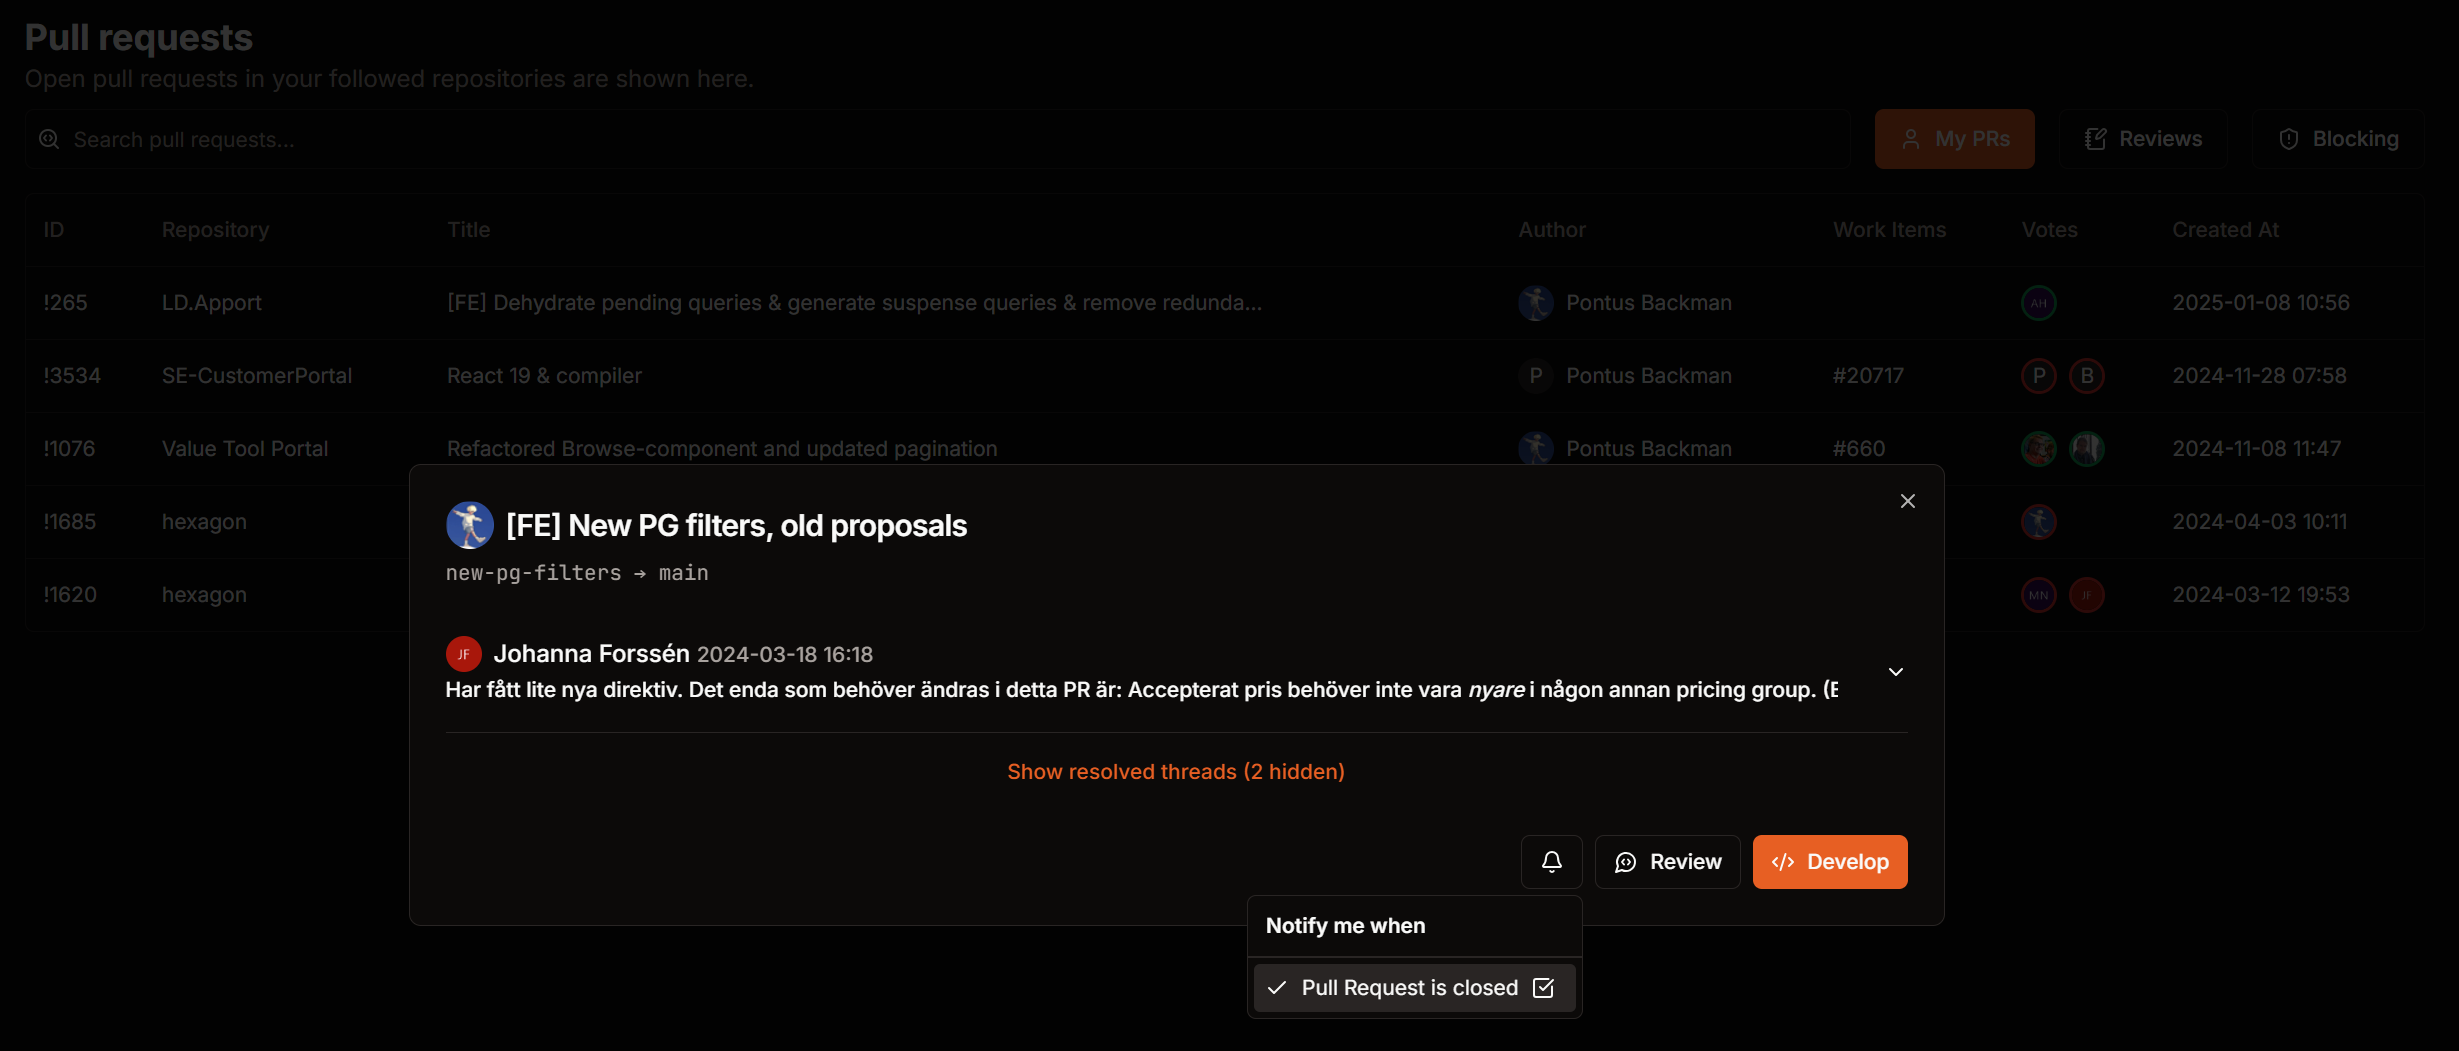 Pull requests
Open pull requests in your followed repositories are shown here.
Search pull requests...
My PRs
Reviews
Blocking
ID Repository Title Author Work Items Votes Created At
!265 LD.Apport [FE] Dehydrate pending queries & generate suspense queries & remove redunda... Pontus Backman AH 2025-01-08 10:56
!3534 SE-CustomerPortal React 19 & compiler P Pontus Backman #20717 P B 2024-11-28 07:58
!1076 Value Tool Portal Refactored Browse-component and updated pagination Pontus Backman #660 2024-11-08 11:47
!1685 hexagon 2024-04-03 10:11
!1620 hexagon MN JF 2024-03-12 19:53
[FE] New PG filters, old proposals
new-pg-filters → main
JF Johanna Forssén 2024-03-18 16:18
Har fått lite nya direktiv. Det enda som behöver ändras i detta PR är: Accepterat pris behöver inte vara nyare i någon annan pricing group. (
Show resolved threads (2 hidden)
Review
Develop
Notify me when
Pull Request is closed